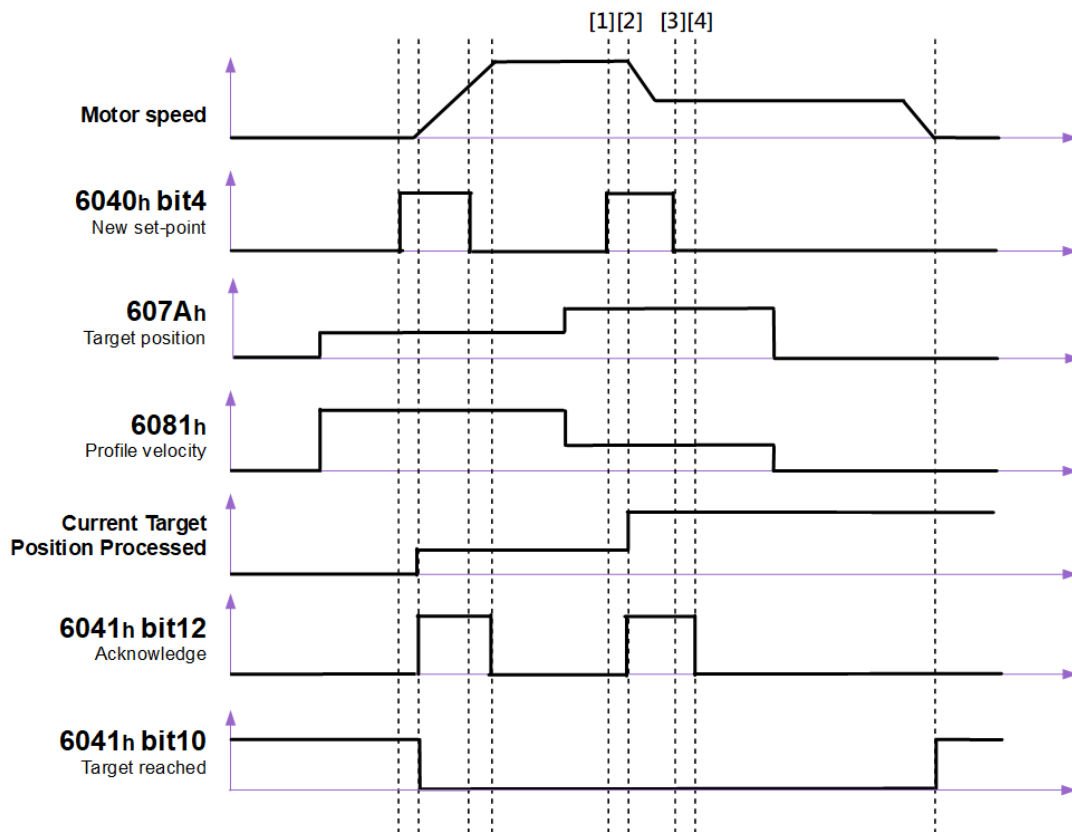 [1][2] [3][4]
Motor speed
6040h bit4
New set-point
607Ah
Target position
6081h
Profile velocity
Current Target
Position Processed
6041h bit12
Acknowledge
6041h bit10
Target reached